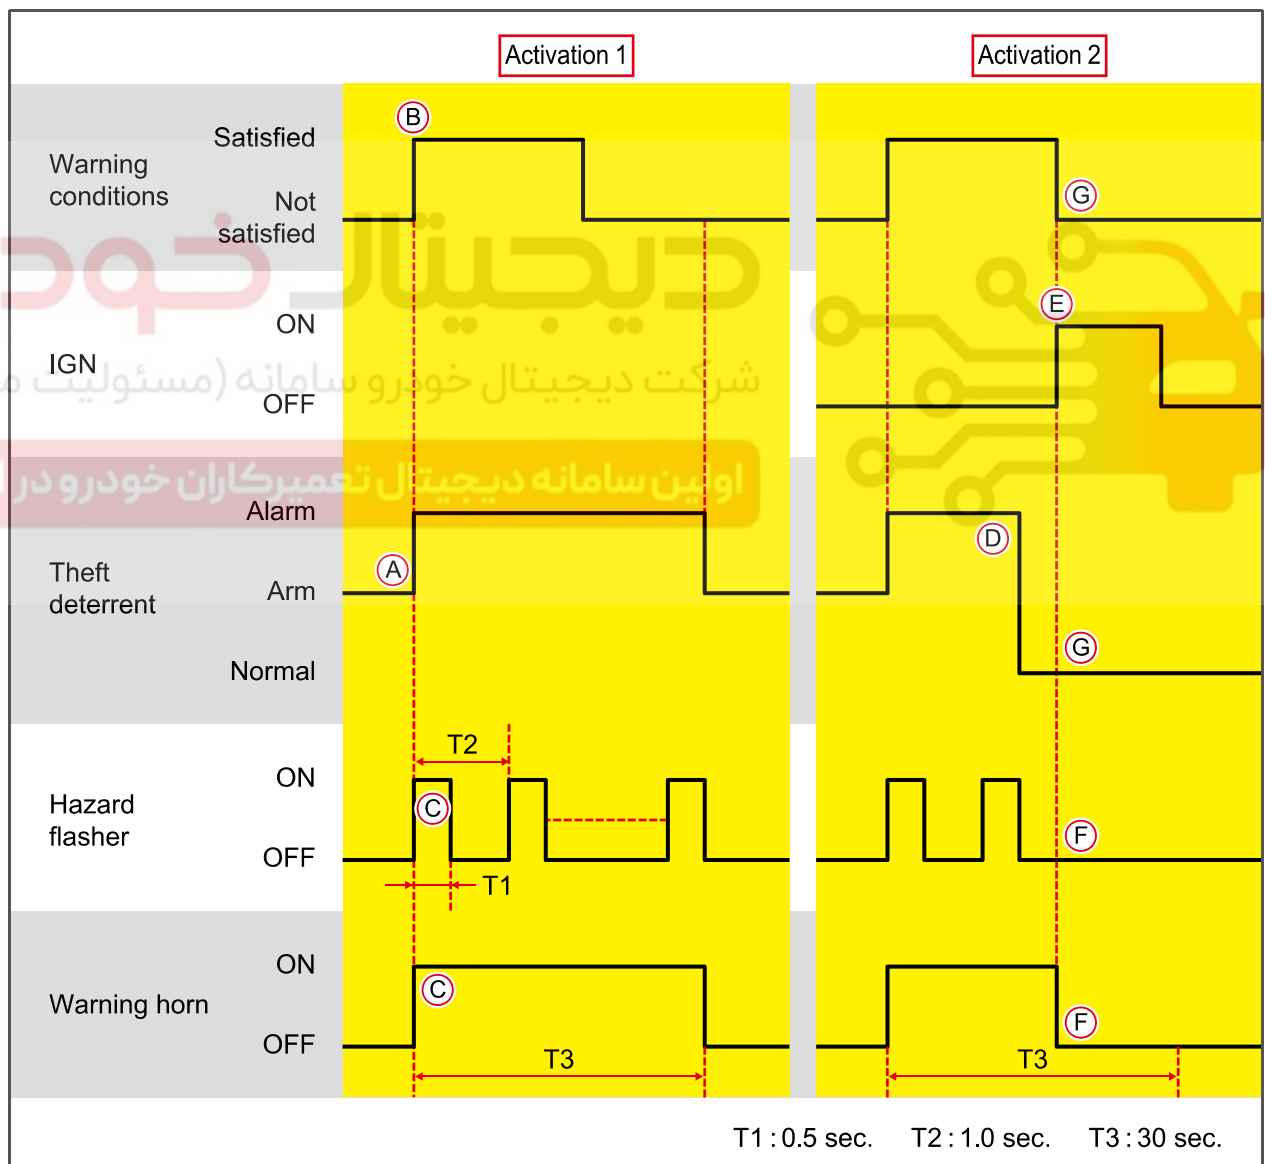 Activation 1
Activation 2
Warning
conditions
Satisfied
Not
satisfied
B
G
IGN
ON
OFF
E
Theft
deterrent
Alarm
Arm
Normal
A
D
G
Hazard
flasher
ON
OFF
T2
C
T1
F
Warning horn
ON
OFF
C
T3
F
T3
T1 : 0.5 sec. T2 : 1.0 sec. T3 : 30 sec.
دیجیتال خودرو
شرکت دیجیتال خودرو سامانه (مسئولیت
اولین سامانه دیجیتال تعمیرکاران خودرو در